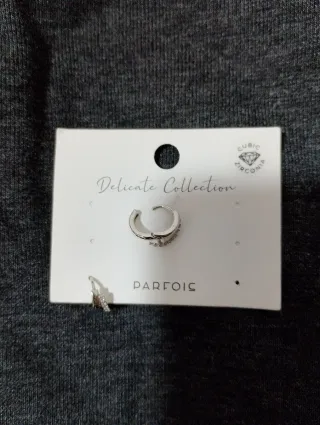 CUBIC
ZIRCONIA
Delicate Collection
PARFOIS